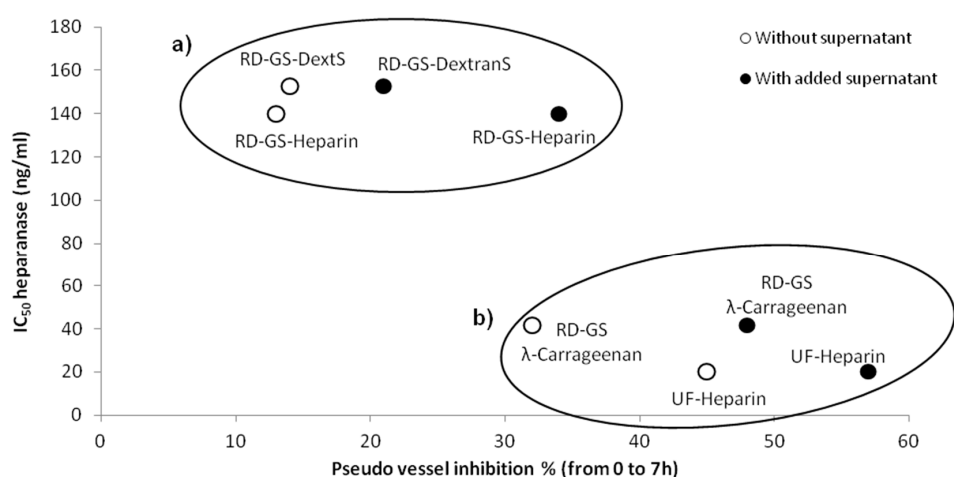 180
160
140
120
100
80
60
40
20
0
IC50 heparanase (ng/ml)
a)
RD-GS-DextS
RD-GS-DextranS
RD-GS-Heparin
RD-GS-Heparin
Without supernatant
With added supernatant
b)
RD-GS
λ-Carrageenan
RD-GS
λ-Carrageenan
UF-Heparin
UF-Heparin
0 10 20 30 40 50 60
Pseudo vessel inhibition % (from 0 to 7h)